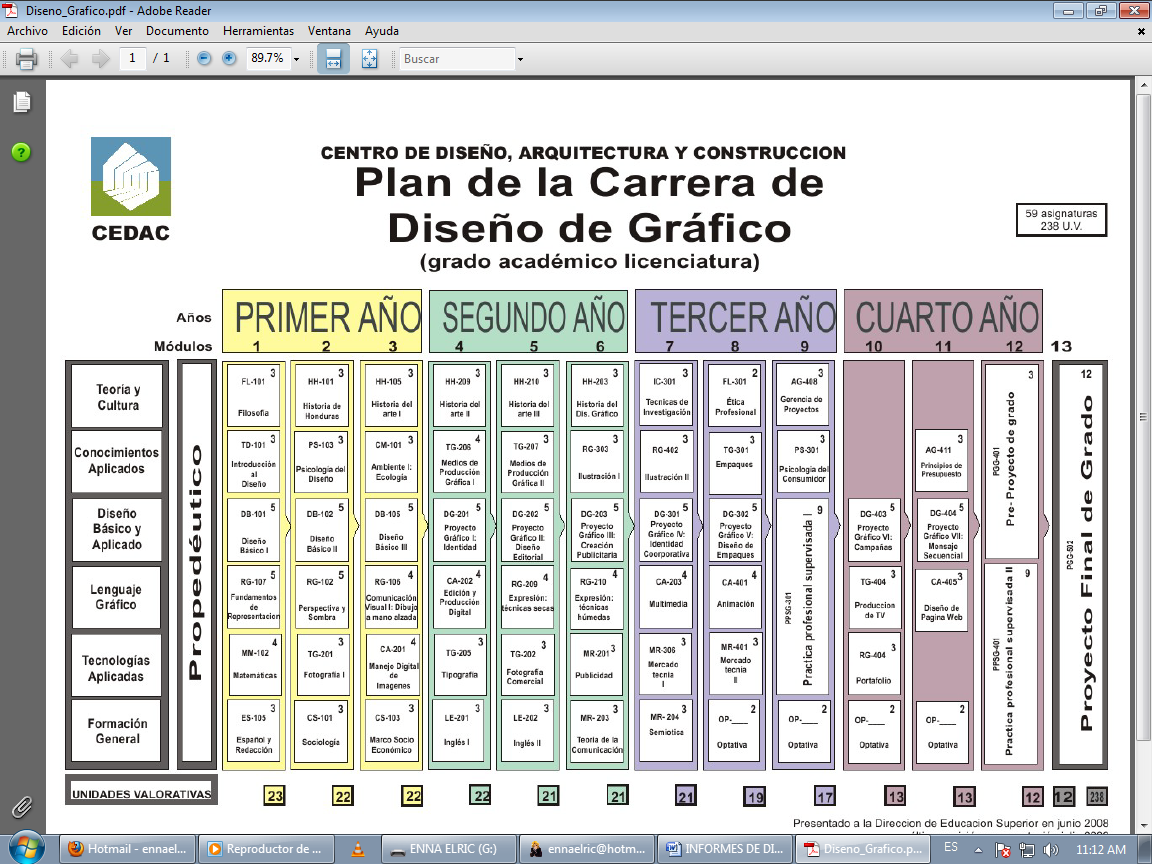 Diseno_Grafico.pdf - Adobe Reader
Archivo Edición Ver Documento Herramientas Ventana Ayuda
1 / 1 89.7% Buscar
CEDAC
CENTRO DE DISEÑO, ARQUITECTURA Y CONSTRUCCION
Plan de la Carrera de
Diseño de Gráfico
(grado académico licenciatura)
59 asignaturas
238 U.V.
Años
PRIMER AÑO SEGUNDO AÑO TERCER AÑO CUARTO AÑO
Módulos 1 2 3 4 5 6 7 8 9 10 11 12 13
Teoría y
Cultura
FL-101 3
Filosofia
HH-101 3
Historia de
Honduras
HH-105 3
Historia del
arte I
HH-209 3
Historia del
arte II
HH-210 3
Historia del
arte III
HH-203 3
Historia del
Dis. Gráfico
IC-301 3
Tecnicas de
Investigación
FL-301 2
Ética
Profesional
AG-408 3
Gerencia de
Proyectos
Conocimientos
Aplicados
TD-101 3
Introducción
al
Diseño
PS-103 3
Psicología del
Diseño
CM-101 3
Ambiente I:
Ecología
TG-206 4
Medios de
Producción
Gráfica I
TG-207 4
Medios de
Producción
Gráfica II
RG-303 3
Ilustración I
RG-402 3
Ilustración II
TG-301 3
Empaques
PS-301 3
Psicología del
Consumidor
AG-411 3
Principios de
Presupuesto
Diseño
Básico y
Aplicado
DB-101 5
Diseño
Básico I
DB-102 5
Diseño
Básico II
DB-105 5
Diseño
Básico III
DG-201 5
Proyecto
Gráfico I:
Identidad
DG-202 5
Proyecto
Gráfico II:
Diseño
Editorial
DG-203 5
Proyecto
Gráfico III:
Creación
Publicitaria
DG-301 5
Proyecto
Gráfico IV:
Identidad
Coorporativa
DG-302 5
Proyecto
Gráfico V:
Diseño de
Empaques
DG-403 5
Proyecto
Gráfico VI:
Campañas
DG-404 5
Proyecto
Gráfico VII:
Mensaje
Secuencial
Lenguaje
Gráfico
RG-107 5
Fundamentos
de
Representacion
RG-102 5
Perspectiva y
Sombra
RG-106 4
Comunicación
Visual I: Dibujo
a mano alzada
CA-202 4
Edición y
Producción
Digital
RG-209 4
Expresión:
técnicas secas
RG-210 4
Expresión:
técnicas
húmedas
CA-203 4
Multimedia
CA-401 4
Animación
TG-404 3
Produccion
de TV
CA-405 3
Diseño de
Pagina Web
Tecnologías
Aplicadas
MM-102 4
Matemáticas
TG-201 3
Fotografía I
CA-201 4
Manejo Digital
de
Imagenes
TG-205 3
Tipografía
TG-202 3
Fotografía
Comercial
MR-201 3
Publicidad
MR-306 3
Mercado
tecnia
I
MR-401 3
Mercado
tecnia
II
RG-404 3
Portafolio
Formación
General
ES-105 3
Español y
Redacción
CS-101 3
Sociología
CS-103 3
Marco Socio
Económico
LE-201 3
Inglés I
LE-202 3
Inglés II
MR- 203 3
Teoría de la
Comunicación
MR- 204 3
Semiotica
OP-___ 2
Optativa
OP-___ 2
Optativa
OP-___ 2
Optativa
OP-___ 2
Optativa
Propedéutico
PPSG-301
Practica profesional supervisada I 9
PGG-401
Pre- Proyecto de grado 3
PPSG-401
Practica profesional supervisada II 9
PGG-502
Proyecto Final de Grado 12
UNIDADES VALORATIVAS 23 22 22 22 21 21 21 19 17 13 13 12 12 238
Presentado a la Direccion de Educacion Superior en junio 2008
Hotmail - ennael... Reproductor de ... ENNA ELRIC (G:) ennaelric@hotm... INFORMES DE DI... Diseno_Grafico.p... ES 11:12 AM